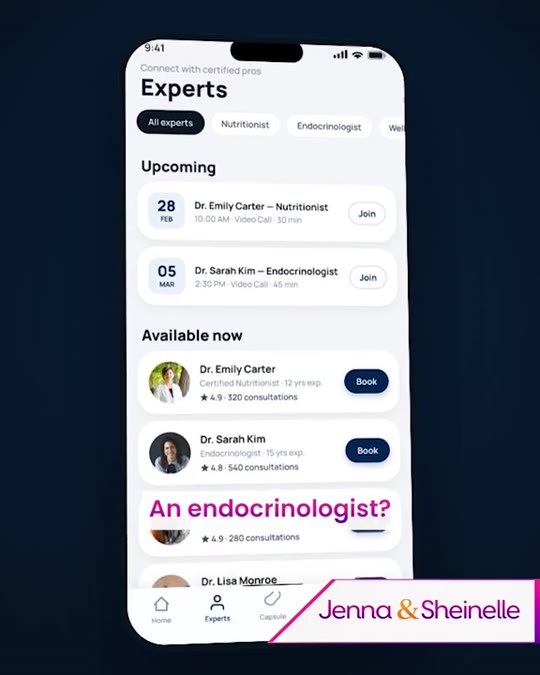 9:41
Connect with certified pros
Experts
All experts
Nutritionist
Endocrinologist
Upcoming
28
FEB
Dr. Emily Carter — Nutritionist
10:00 AM · Video Call · 30 min
Join
05
MAR
Dr. Sarah Kim — Endocrinologist
2:30 PM · Video Call · 45 min
Join
Available now
Dr. Emily Carter
Certified Nutritionist · 12 yrs exp.
★ 4.9 · 320 consultations
Book
Dr. Sarah Kim
Endocrinologist · 15 yrs exp.
★ 4.8 · 540 consultations
Book
An endocrinologist?
★ 4.9 · 280 consultations
Dr. Lisa Monroe
Home
Experts
Capsule
Jenna & Sheinelle